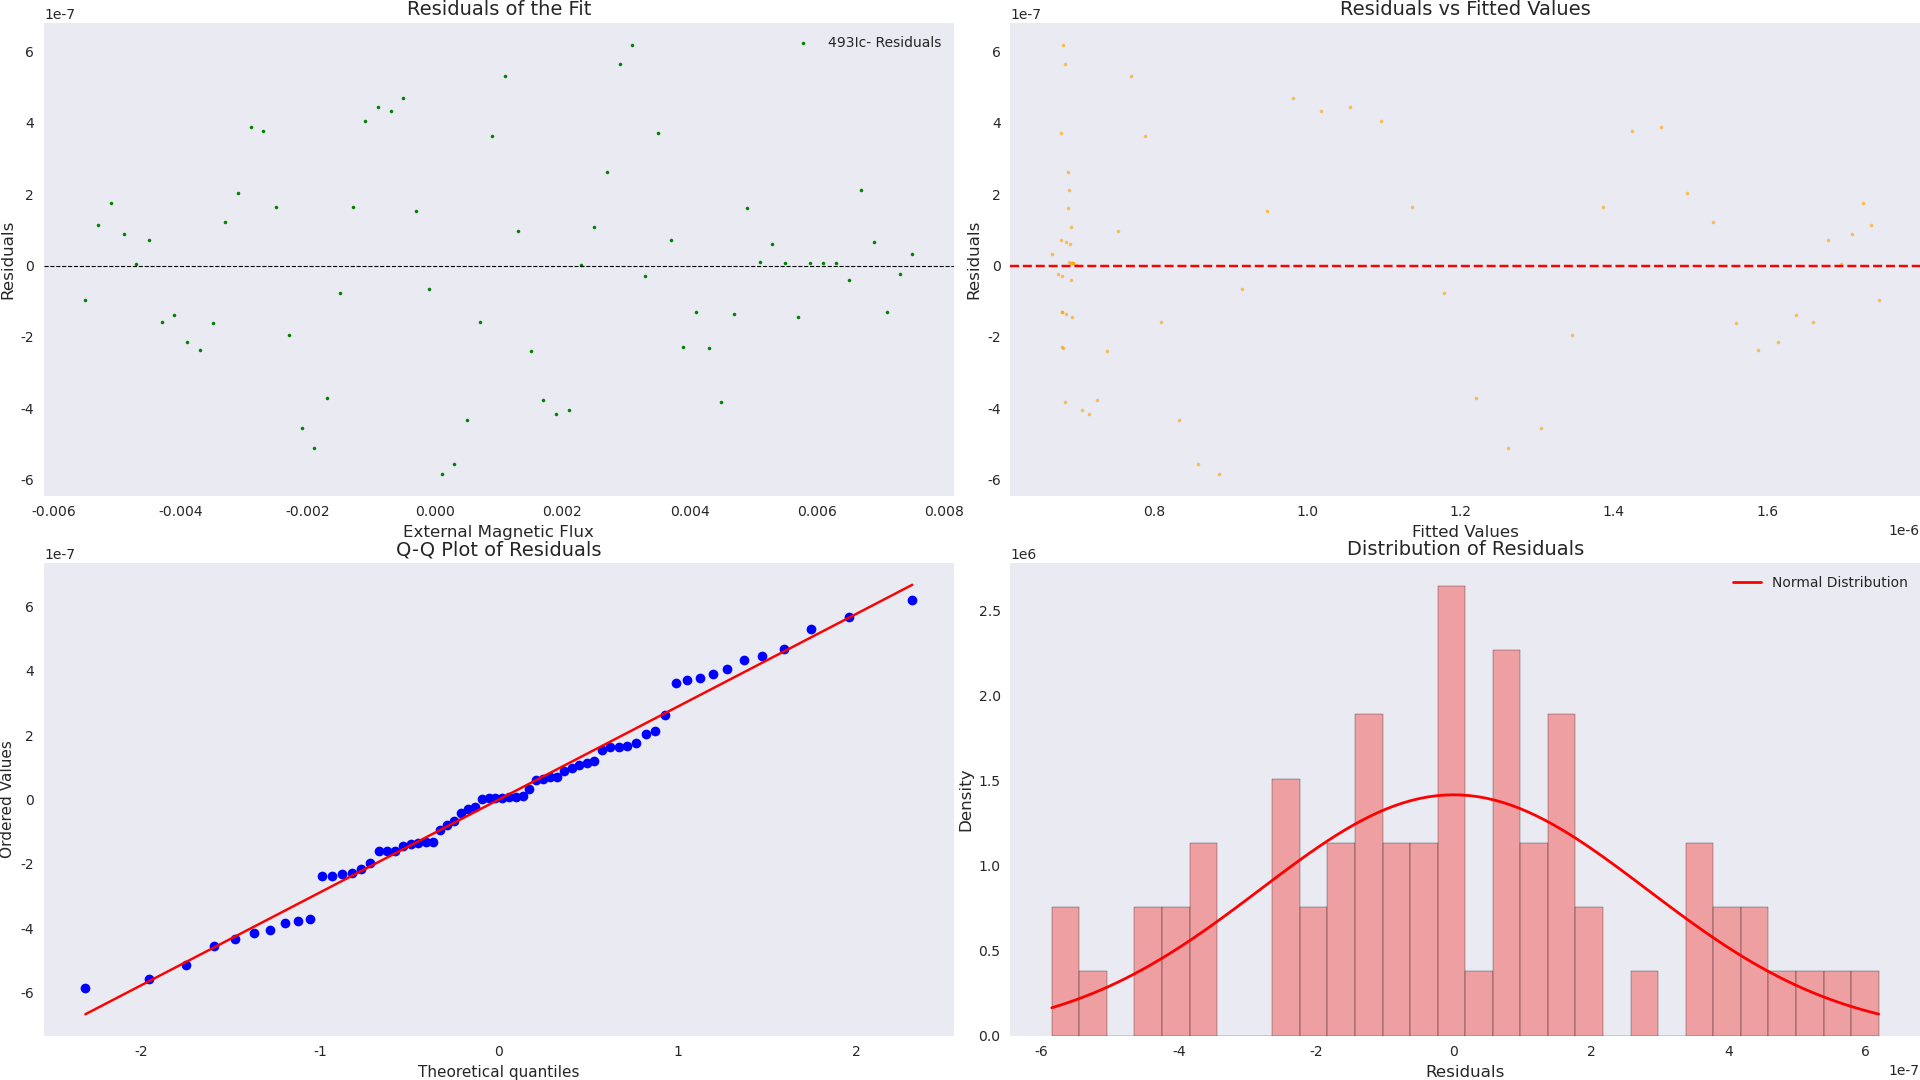 Residuals of the Fit
1e-7
493Ic- Residuals
6
4
2
0
-2
-4
-6
Residuals
-0.006 -0.004 -0.002 0.000 0.002 0.004 0.006 0.008
External Magnetic Flux
Residuals vs Fitted Values
1e-7
6
4
2
0
-2
-4
-6
Residuals
0.8 1.0 1.2 1.4 1.6
1e-6
Fitted Values
Q-Q Plot of Residuals
1e-7
6
4
2
0
-2
-4
-6
Ordered Values
-2 -1 0 1 2
Theoretical quantiles
Distribution of Residuals
1e6
Normal Distribution
2.5
2.0
1.5
1.0
0.5
0.0
Density
-6 -4 -2 0 2 4 6
1e-7
Residuals